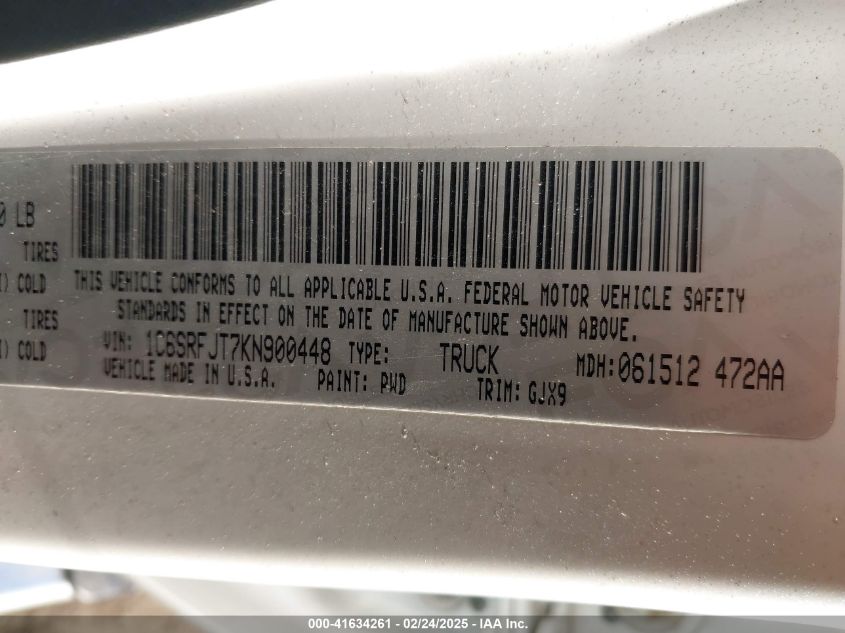 0 LB
TIRES
) COLD
TIRES
) COLD
THIS VEHICLE CONFORMS TO ALL APPLICABLE U.S.A. FEDERAL MOTOR VEHICLE SAFETY
STANDARDS IN EFFECT ON THE DATE OF MANUFACTURE SHOWN ABOVE.
VIN: 1C6SRFJT7KN900448 TYPE: TRUCK MDH:061512 472AA
VEHICLE MADE IN U.S.A. PAINT: PWD TRIM: GJX9
000-41634261 - 02/24/2025 - IAAI.com